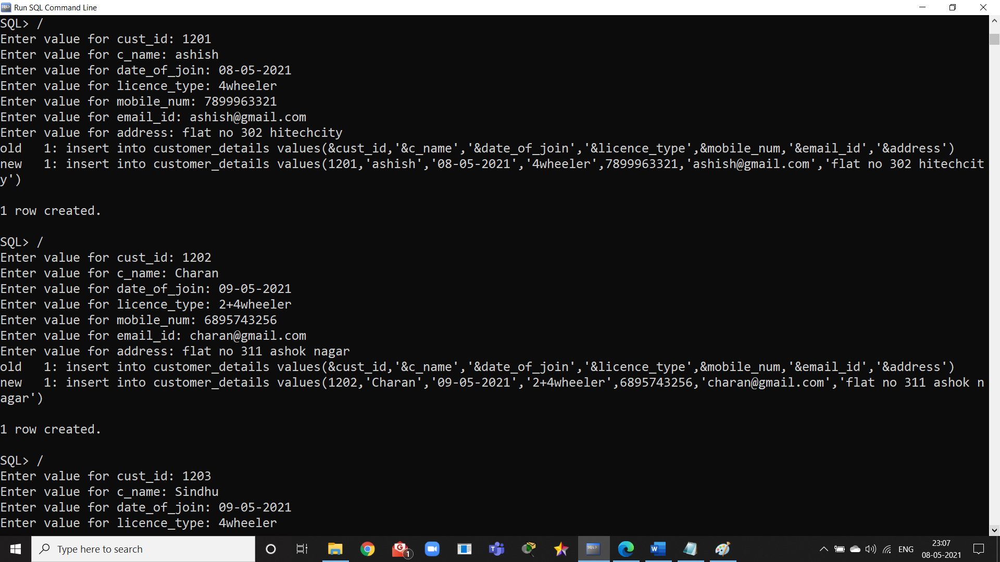 Run SQL Command Line
SQL> /
Enter value for cust_id: 1201
Enter value for c_name: ashish
Enter value for date_of_join: 08-05-2021
Enter value for licence_type: 4wheeler
Enter value for mobile_num: 7899963321
Enter value for email_id: ashish@gmail.com
Enter value for address: flat no 302 hitechcity
old   1: insert into customer_details values(&cust_id,'&c_name','&date_of_join','&licence_type',&mobile_num,'&email_id','&address')
new   1: insert into customer_details values(1201,'ashish','08-05-2021','4wheeler',7899963321,'ashish@gmail.com','flat no 302 hitechcit
y')
1 row created.
SQL> /
Enter value for cust_id: 1202
Enter value for c_name: Charan
Enter value for date_of_join: 09-05-2021
Enter value for licence_type: 2+4wheeler
Enter value for mobile_num: 6895743256
Enter value for email_id: charan@gmail.com
Enter value for address: flat no 311 ashok nagar
old   1: insert into customer_details values(&cust_id,'&c_name','&date_of_join','&licence_type',&mobile_num,'&email_id','&address')
new   1: insert into customer_details values(1202,'Charan','09-05-2021','2+4wheeler',6895743256,'charan@gmail.com','flat no 311 ashok n
agar')
1 row created.
SQL> /
Enter value for cust_id: 1203
Enter value for c_name: Sindhu
Enter value for date_of_join: 09-05-2021
Enter value for licence_type: 4wheeler
Type here to search
1
ENG
23:07
08-05-2021